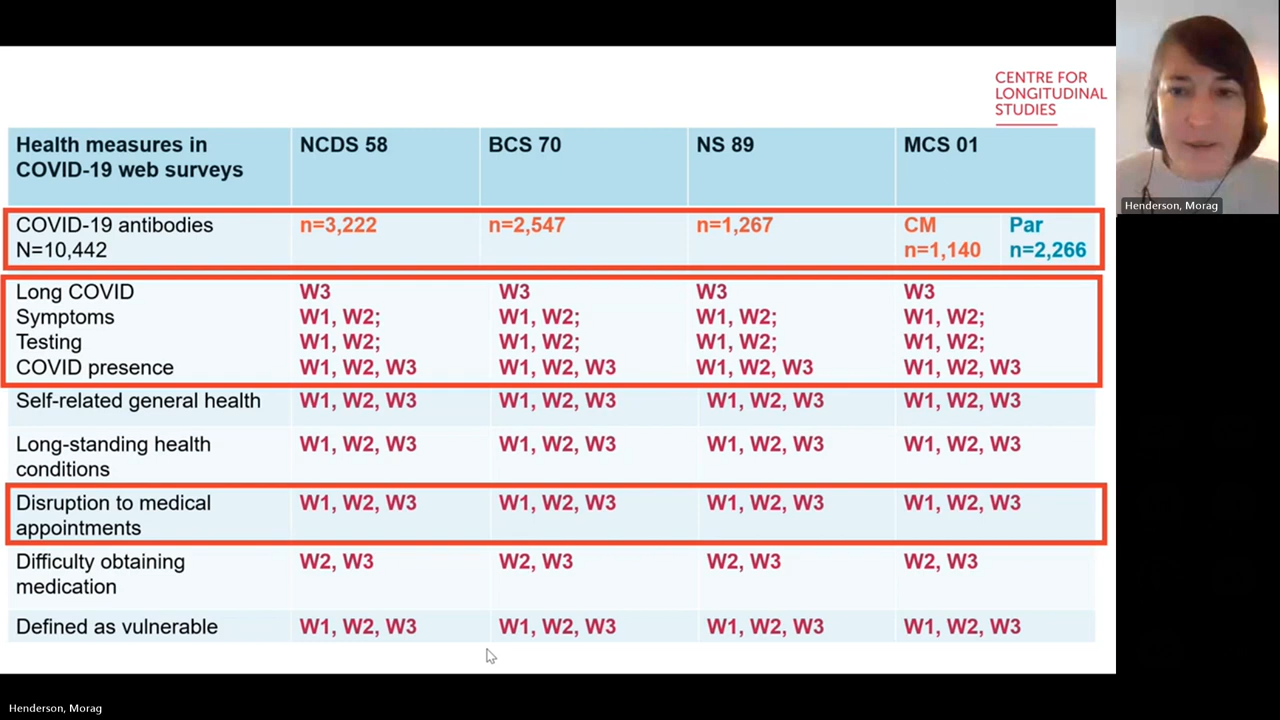 CENTRE FOR
LONGITUDINAL
STUDIES
Health measures in
COVID-19 web surveys
NCDS 58
BCS 70
NS 89
MCS 01
COVID-19 antibodies
N=10,442
n=3,222
n=2,547
n=1,267
CM
n=1,140
Par
n=2,266
Long COVID
Symptoms
Testing
COVID presence
W3
W1, W2;
W1, W2;
W1, W2, W3
W3
W1, W2;
W1, W2;
W1, W2, W3
W3
W1, W2;
W1, W2;
W1, W2, W3
W3
W1, W2;
W1, W2;
W1, W2, W3
Self-related general health
W1, W2, W3
W1, W2, W3
W1, W2, W3
W1, W2, W3
Long-standing health
conditions
W1, W2, W3
W1, W2, W3
W1, W2, W3
W1, W2, W3
Disruption to medical
appointments
W1, W2, W3
W1, W2, W3
W1, W2, W3
W1, W2, W3
Difficulty obtaining
medication
W2, W3
W2, W3
W2, W3
W2, W3
Defined as vulnerable
W1, W2, W3
W1, W2, W3
W1, W2, W3
W1, W2, W3
Henderson, Morag
Henderson, Morag